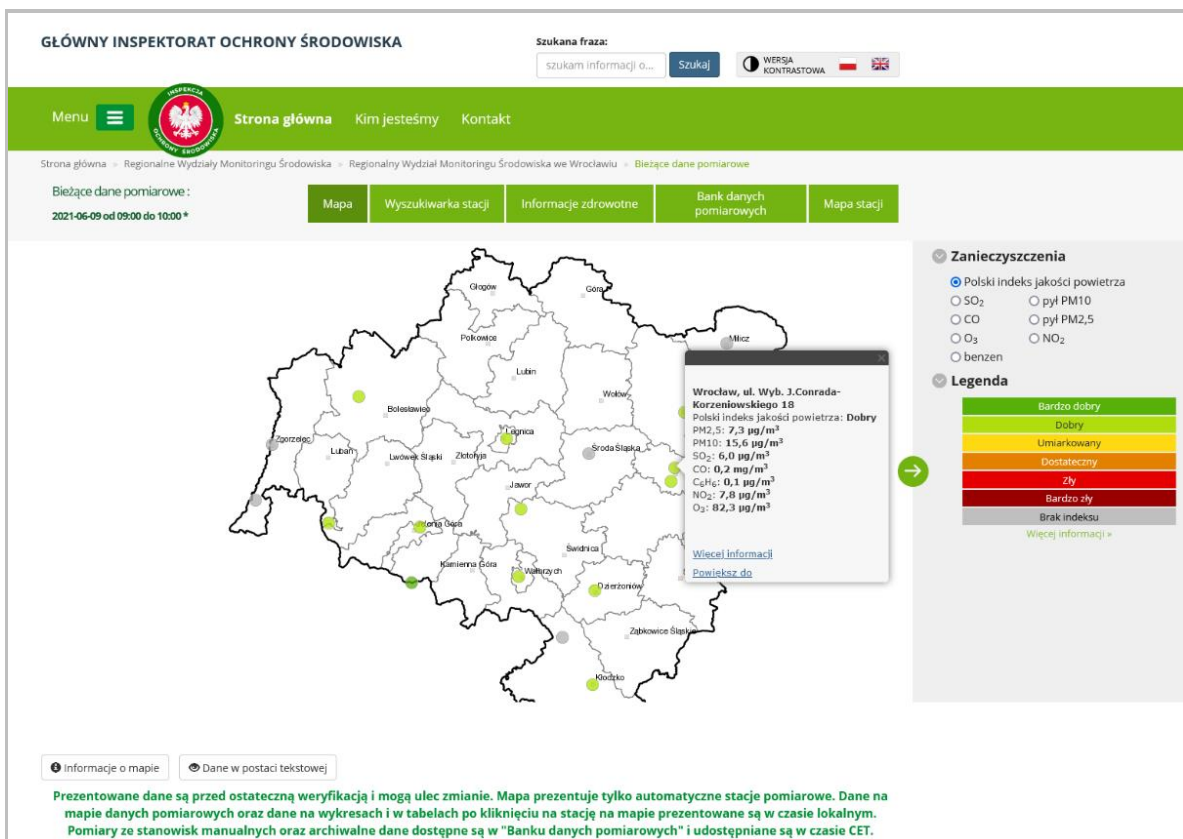 GŁÓWNY INSPEKTORAT OCHRONY ŚRODOWISKA
Szukana fraza:
szukam informacji o...
Szukaj
WERSJA
KONTRASTOWA
Menu
INSPEKCJA
OCHRONY ŚRODOWISKA
Strona główna
Kim jesteśmy
Kontakt
Strona główna » Regionalne Wydziały Monitoringu Środowiska » Regionalny Wydział Monitoringu Środowiska we Wrocławiu » Bieżące dane pomiarowe
Bieżące dane pomiarowe :
2021-06-09 od 09:00 do 10:00 *
Mapa
Wyszukiwarka stacji
Informacje zdrowotne
Bank danych
pomiarowych
Mapa stacji
Głogów
Góra
Polkowice
Milicz
Lubin
Wołów
Bolesławiec
Legnica
Zgorzelec
Lubań
Lwówek Śląski
Złotoryja
Środa Śląska
Jawor
Jelenia Góra
Świdnica
Kamienna Góra
Wałbrzych
Dzierżoniów
Ząbkowice Śląskie
Kłodzko
Wrocław, ul. Wyb. J.Conrada-
Korzeniowskiego 18
Polski indeks jakości powietrza: Dobry
PM2,5: 7,3 µg/m³
PM10: 15,6 µg/m³
SO₂: 6,0 µg/m³
CO: 0,2 mg/m³
C₆H₆: 0,1 µg/m³
NO₂: 7,8 µg/m³
O₃: 82,3 µg/m³
Więcej informacji
Powiększ do
Zanieczyszczenia
Polski indeks jakości powietrza
SO₂
pył PM10
CO
pył PM2,5
O₃
NO₂
benzen
Legenda
Bardzo dobry
Dobry
Umiarkowany
Dostateczny
Zły
Bardzo zły
Brak indeksu
Więcej informacji »
Informacje o mapie
Dane w postaci tekstowej
Prezentowane dane są przed ostateczną weryfikacją i mogą ulec zmianie. Mapa prezentuje tylko automatyczne stacje pomiarowe. Dane na
mapie danych pomiarowych oraz dane na wykresach i w tabelach po kliknięciu na stację na mapie prezentowane są w czasie lokalnym.
Pomiary ze stanowisk manualnych oraz archiwalne dane dostępne są w "Banku danych pomiarowych" i udostępniane są w czasie CET.